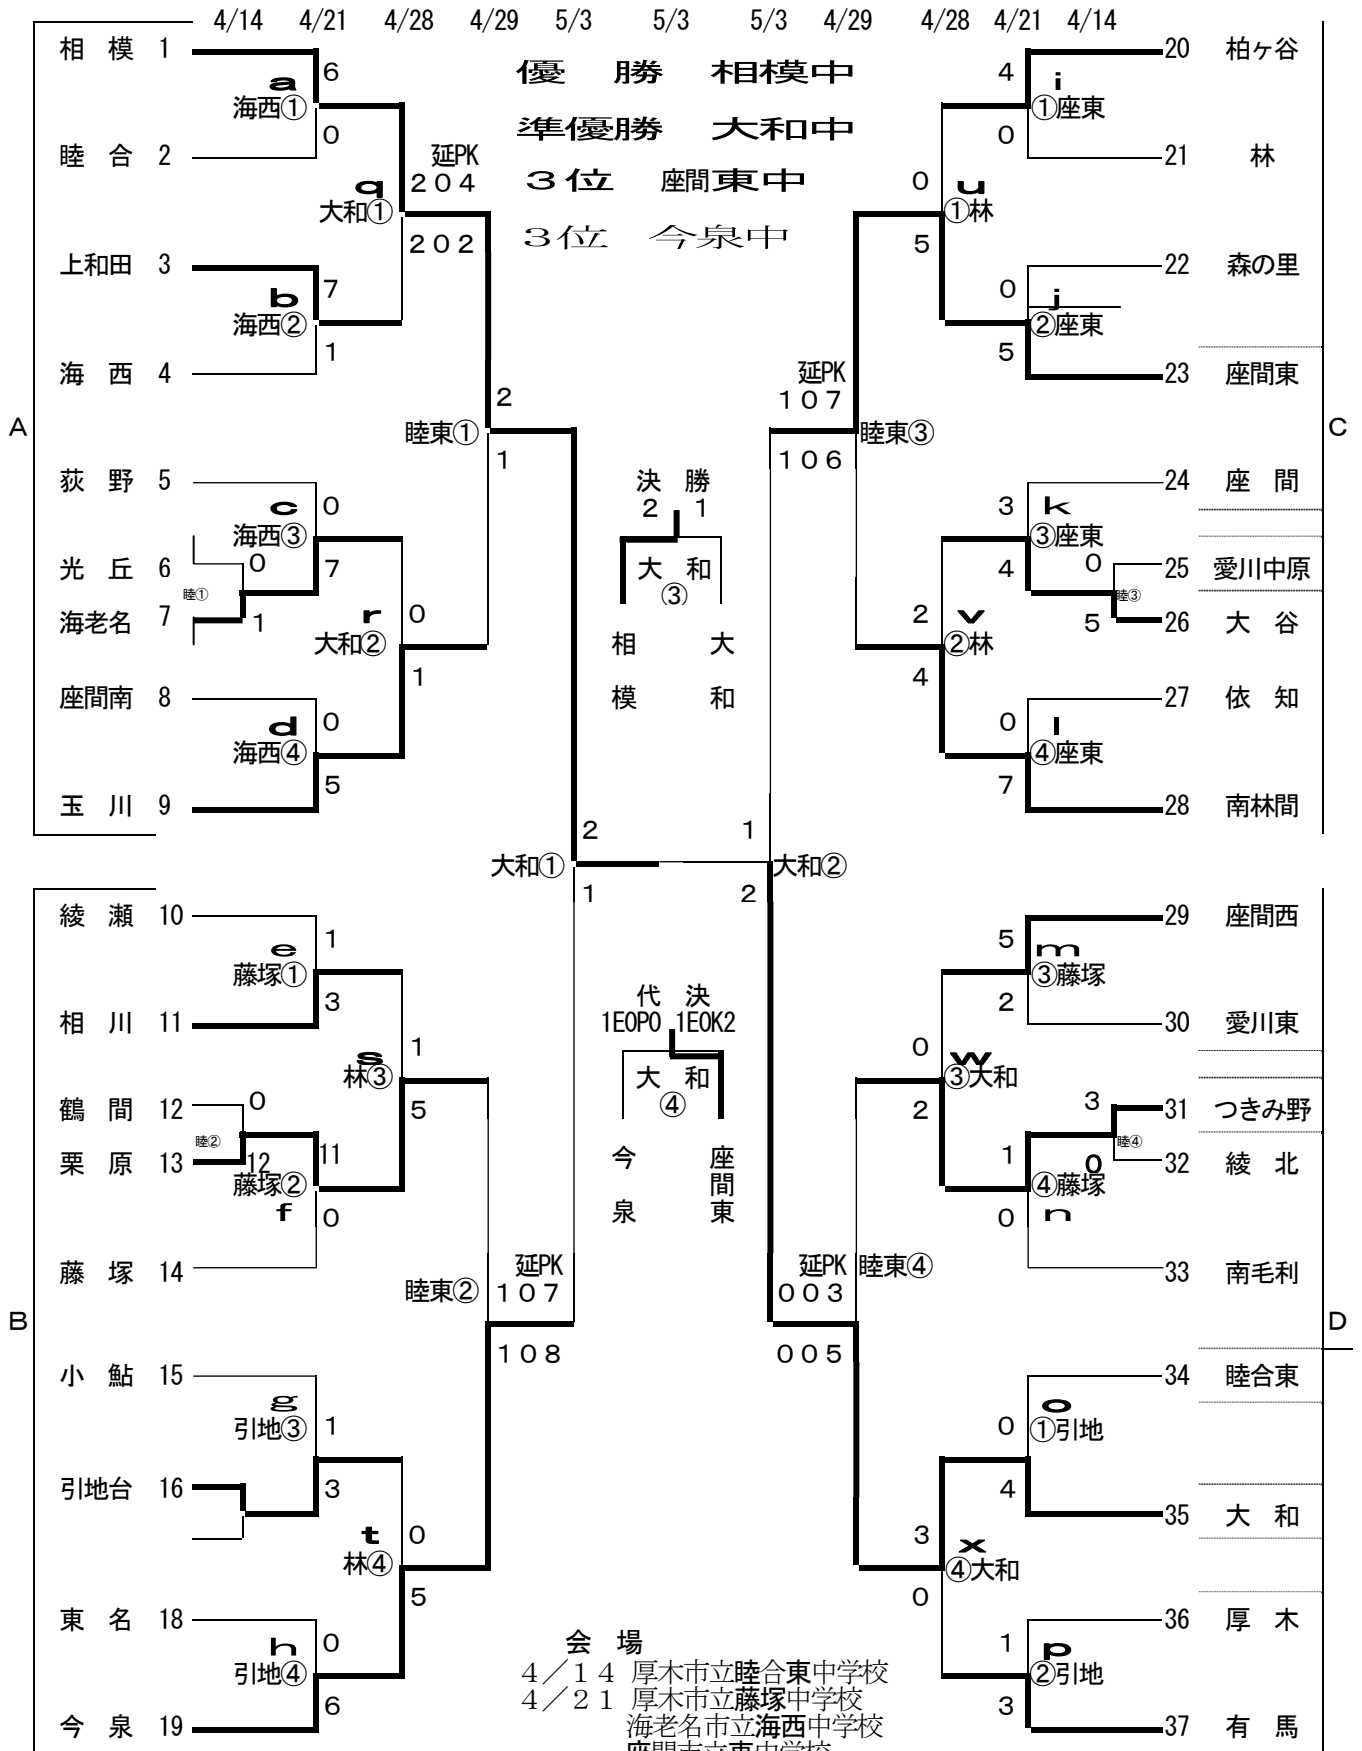 4/14 4/21 4/28 4/29 5/3 5/3 5/3 4/29 4/28 4/21 4/14
優 勝 相模中
準優勝 大和中
3位 座間東中
3位 今泉中
A
相 模 1
a 6
海西① 0
睦 合 2
延PK
q 204
大和① 202
上和田 3
b 7
海西② 1
海 西 4
2
睦東① 1
荻 野 5
c 0
海西③ 7
光 丘 6 0
睦①
海老名 7 1
r 0
大和② 1
座間南 8
d 0
海西④ 5
玉 川 9
2
大和① 1
B
綾 瀬 10
e 1
藤塚① 3
相 川 11
s 1
林③ 5
鶴 間 12 0
睦②
栗 原 13 12 11
藤塚②
f 0
藤 塚 14
延PK
睦東② 107
108
小 鮎 15
g 1
引地③ 3
引地台 16
t 0
林④ 5
東 名 18
h 0
引地④ 6
今 泉 19
決 勝
2 1
大 和
③
相模 大和
代 決
1E0P0 1E0K2
大 和
④
今泉 座間東
C
20 柏ヶ谷
4 i
①座東
0
21 林
0 u
①林
5
22 森の里
0 j
②座東
5
23 座間東
延PK
107
睦東③
106
24 座 間
3 k
③座東
4
0 25 愛川中原
睦③
5 26 大 谷
2 v
②林
4
27 依 知
0 l
④座東
7
28 南林間
1
大和②
2
D
29 座間西
5 m
③藤塚
2
30 愛川東
0 w
③大和
2
3 31 つきみ野
睦④
0 32 綾 北
1
④藤塚
0 n
33 南毛利
延PK
003
睦東④
005
34 睦合東
0 o
①引地
4
35 大 和
3 x
④大和
0
36 厚 木
1 p
②引地
3
37 有 馬
会 場
4/14 厚木市立睦合東中学校
4/21 厚木市立藤塚中学校
海老名市立海西中学校
座間市立東中学校